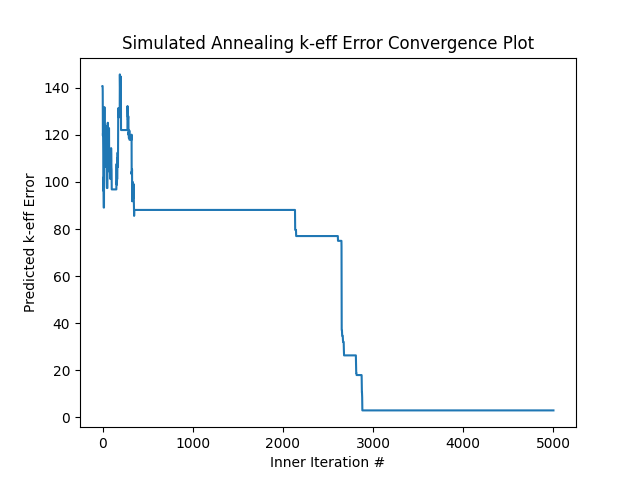 Simulated Annealing k-eff Error Convergence Plot
Predicted k-eff Error
140
120
100
80
60
40
20
0
0 1000 2000 3000 4000 5000
Inner Iteration #